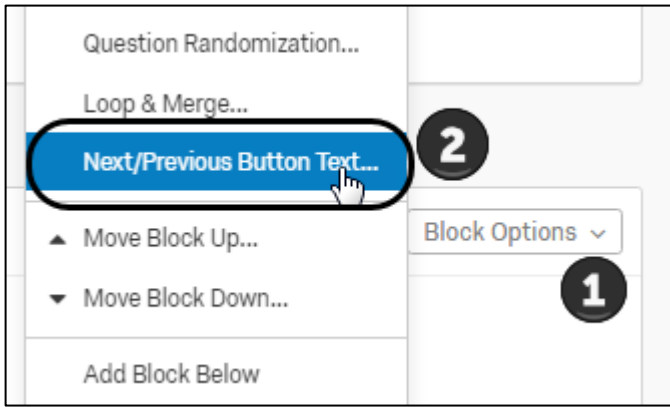 Question Randomization...
Loop & Merge...
Next/Previous Button Text...
2
Move Block Up...
Block Options
Move Block Down...
1
Add Block Below